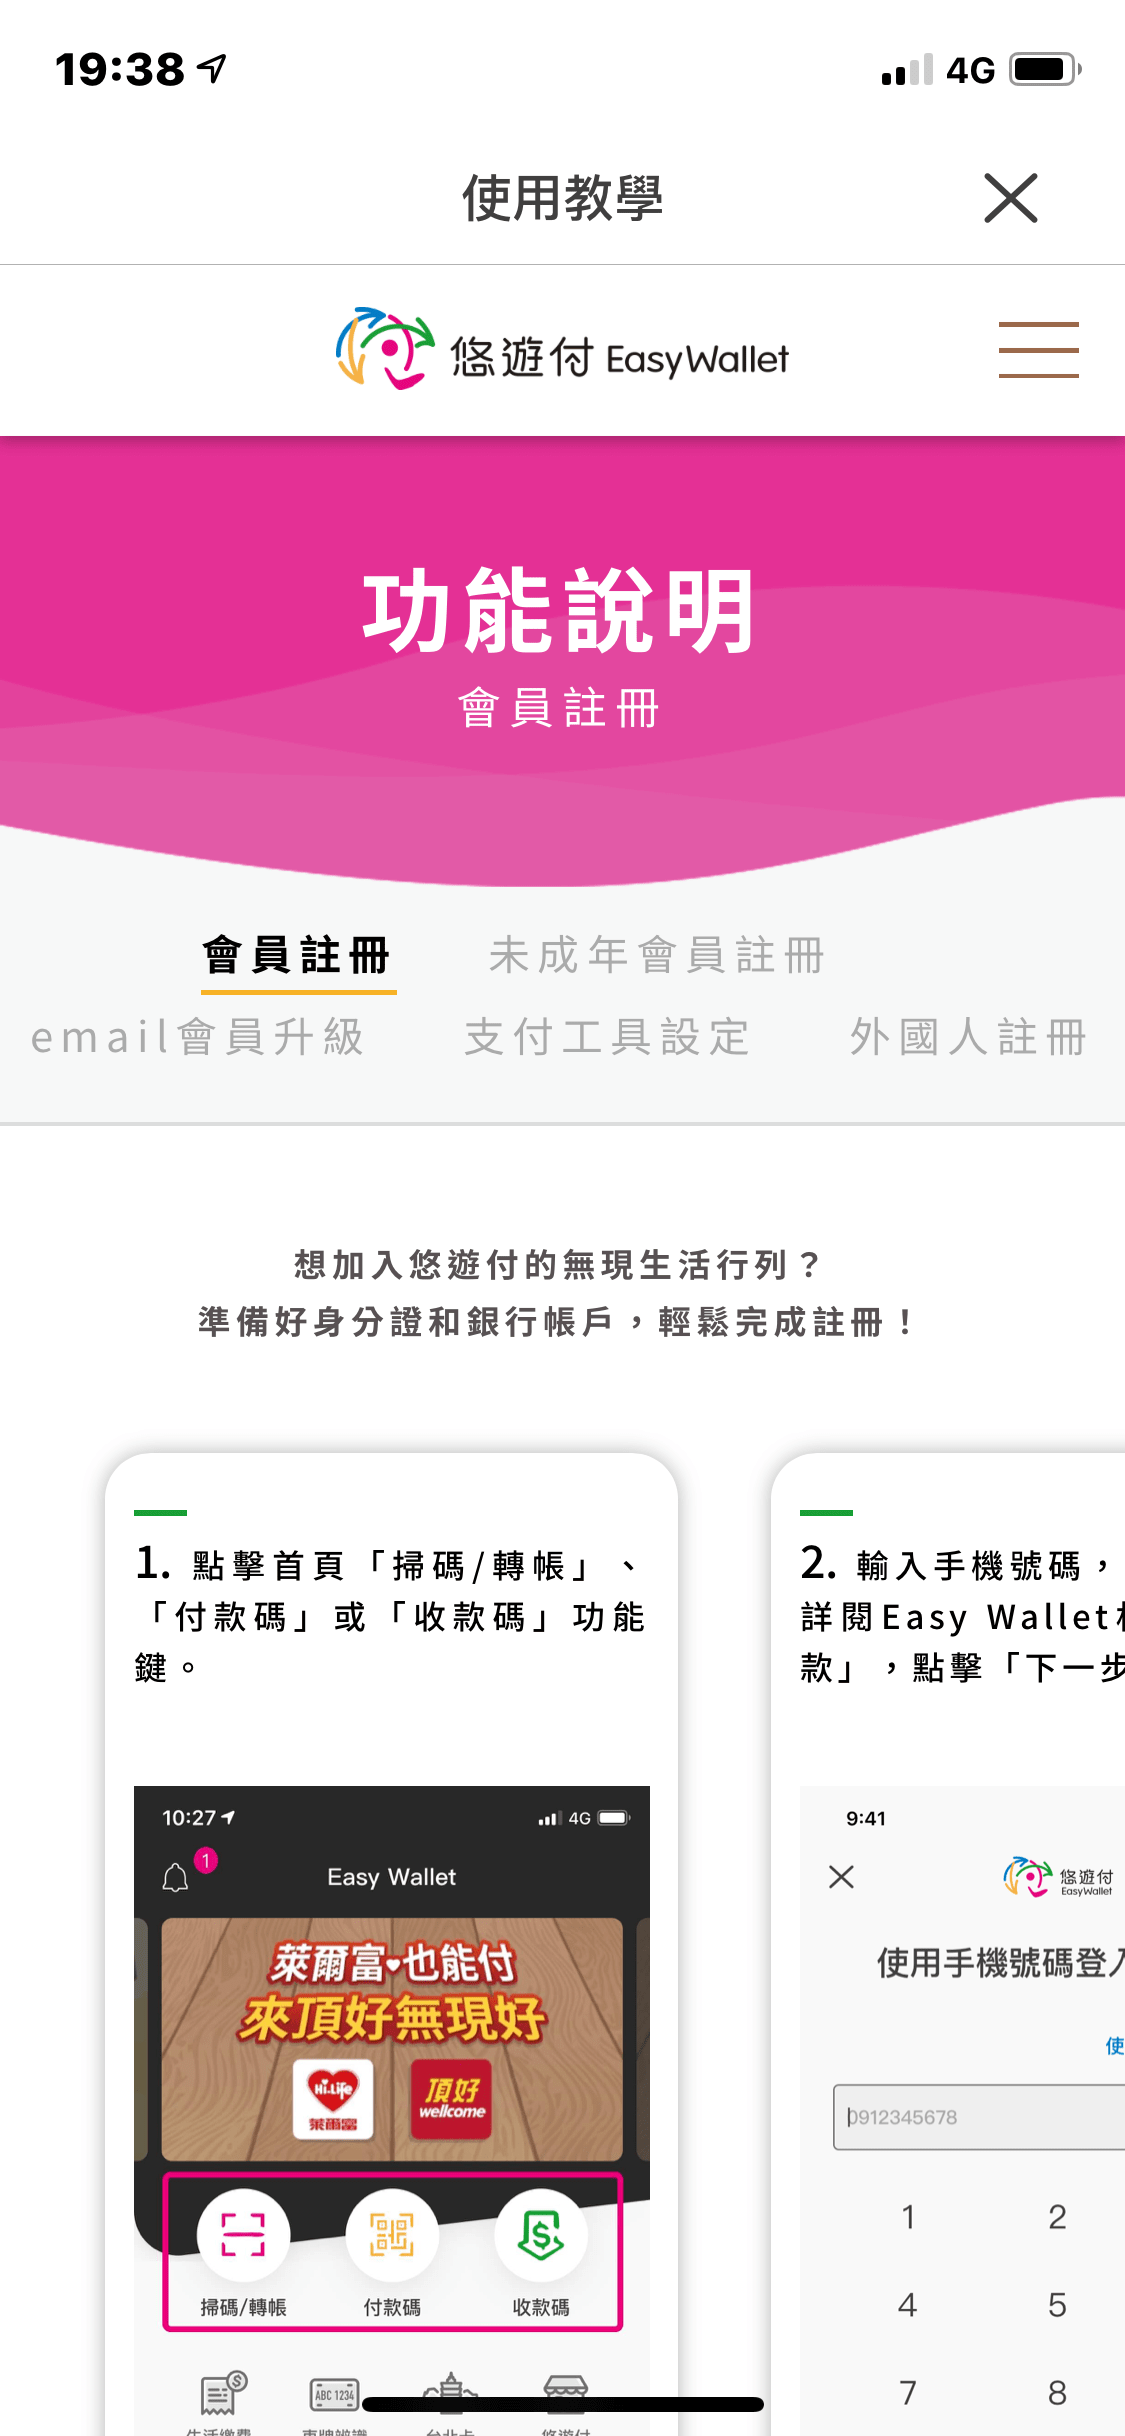 19:38
4G
使用教學
悠遊付 EasyWallet
功能說明
會員註冊
會員註冊 未成年會員註冊
email會員升級 支付工具設定 外國人註冊
想加入悠遊付的無現生活行列？
準備好身分證和銀行帳戶，輕鬆完成註冊！
1. 點擊首頁「掃碼/轉帳」、
「付款碼」或「收款碼」功能
鍵。
10:27
4G
1
Easy Wallet
萊爾富♥也能付
來頂好無現好
Hi-Life
萊爾富
頂好
wellcome
掃碼/轉帳 付款碼 收款碼
ABC 1234
2. 輸入手機號碼，
詳閱Easy Wallet
款」，點擊「下一步
9:41
悠遊付
EasyWallet
使用手機號碼登入
使
0912345678
1 2
4 5
7 8